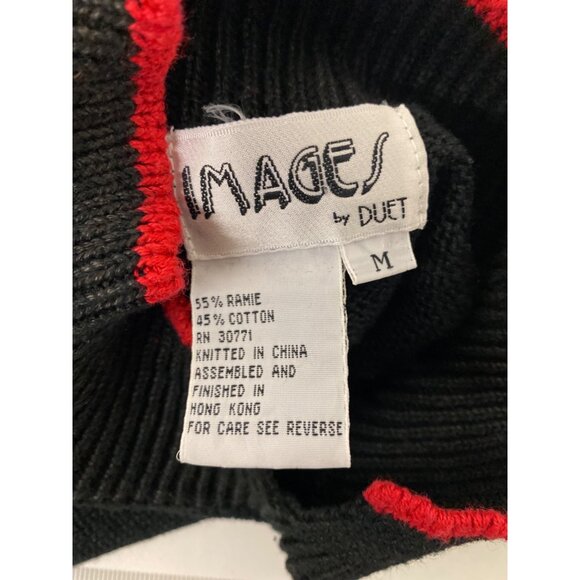 IMAGES
by DUET
M
55% RAMIE
45% COTTON
RN 30771
KNITTED IN CHINA
ASSEMBLED AND
FINISHED IN
HONG KONG
FOR CARE SEE REVERSE